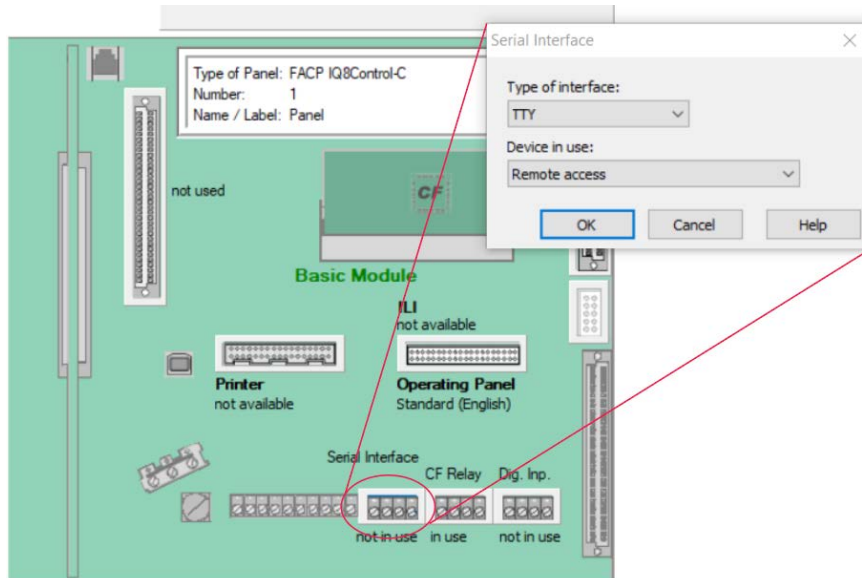 Type of Panel: FACP IQ8Control-C
Number: 1
Name / Label: Panel
Serial Interface
Type of interface:
TTY
Device in use:
Remote access
OK Cancel Help
not used
CF
Basic Module
ILI
not available
Printer
not available
Operating Panel
Standard (English)
Serial Interface
CF Relay
Dig. Inp.
not in use
in use
not in use